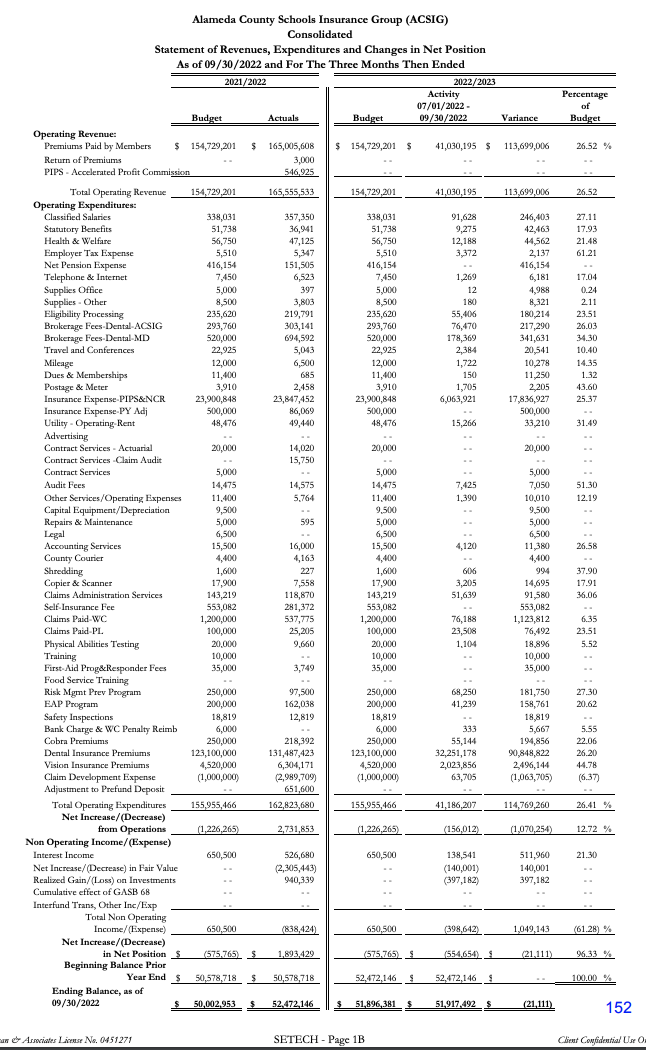 Alameda County Schools Insurance Group (ACSIG)
Consolidated
Statement of Revenues, Expenditures and Changes in Net Position
As of 09/30/2022 and For The Three Months Then Ended
2021/2022 2022/2023
Activity Percentage
07/01/2022 - of
Budget Actuals Budget 09/30/2022 Variance Budget
Operating Revenue:
Premiums Paid by Members $ 154,729,201 $ 165,005,608 $ 154,729,201 $ 41,030,195 $ 113,699,006 26.52 %
Return of Premiums - - 3,000 - - - - - - - -
PIPS - Accelerated Profit Commission 546,925 - - - - - - - -
Total Operating Revenue 154,729,201 165,555,533 154,729,201 41,030,195 113,699,006 26.52
Operating Expenditures:
Classified Salaries 338,031 357,350 338,031 91,628 246,403 27.11
Statutory Benefits 51,738 36,941 51,738 9,275 42,463 17.93
Health & Welfare 56,750 47,125 56,750 12,188 44,562 21.48
Employer Tax Expense 5,510 5,347 5,510 3,372 2,137 61.21
Net Pension Expense 416,154 151,505 416,154 - - 416,154 - -
Telephone & Internet 7,450 6,523 7,450 1,269 6,181 17.04
Supplies Office 5,000 397 5,000 12 4,988 0.24
Supplies - Other 8,500 3,803 8,500 180 8,321 2.11
Eligibility Processing 235,620 219,791 235,620 55,406 180,214 23.51
Brokerage Fees-Dental-ACSIG 293,760 303,141 293,760 76,470 217,290 26.03
Brokerage Fees-Dental-MD 520,000 694,592 520,000 178,369 341,631 34.30
Travel and Conferences 22,925 5,043 22,925 2,384 20,541 10.40
Mileage 12,000 6,500 12,000 1,722 10,278 14.35
Dues & Memberships 11,400 685 11,400 150 11,250 1.32
Postage & Meter 3,910 2,458 3,910 1,705 2,205 43.60
Insurance Expense-PIPS&NCR 23,900,848 23,847,452 23,900,848 6,063,921 17,836,927 25.37
Insurance Expense-PY Adj 500,000 86,069 500,000 - - 500,000 - -
Utility - Operating-Rent 48,476 49,440 48,476 15,266 33,210 31.49
Advertising - - - - - - - - - - - -
Contract Services - Actuarial 20,000 14,020 20,000 - - 20,000 - -
Contract Services -Claim Audit - - 15,750 - - - - - - - -
Contract Services 5,000 - - 5,000 - - 5,000 - -
Audit Fees 14,475 14,575 14,475 7,425 7,050 51.30
Other Services/Operating Expenses 11,400 5,764 11,400 1,390 10,010 12.19
Capital Equipment/Depreciation 9,500 - - 9,500 - - 9,500 - -
Repairs & Maintenance 5,000 595 5,000 - - 5,000 - -
Legal 6,500 - - 6,500 - - 6,500 - -
Accounting Services 15,500 16,000 15,500 4,120 11,380 26.58
County Courier 4,400 4,163 4,400 - - 4,400 - -
Shredding 1,600 227 1,600 606 994 37.90
Copier & Scanner 17,900 7,558 17,900 3,205 14,695 17.91
Claims Administration Services 143,219 118,870 143,219 51,639 91,580 36.06
Self-Insurance Fee 553,082 281,372 553,082 - - 553,082 - -
Claims Paid-WC 1,200,000 537,775 1,200,000 76,188 1,123,812 6.35
Claims Paid-PL 100,000 25,205 100,000 23,508 76,492 23.51
Physical Abilities Testing 20,000 9,660 20,000 1,104 18,896 5.52
Training 10,000 - - 10,000 - - 10,000 - -
First-Aid Prog&Responder Fees 35,000 3,749 35,000 - - 35,000 - -
Food Service Training - - - - - - - - - - - -
Risk Mgmt Prev Program 250,000 97,500 250,000 68,250 181,750 27.30
EAP Program 200,000 162,038 200,000 41,239 158,761 20.62
Safety Inspections 18,819 12,819 18,819 - - 18,819 - -
Bank Charge & WC Penalty Reimb 6,000 - - 6,000 333 5,667 5.55
Cobra Premiums 250,000 218,392 250,000 55,144 194,856 22.06
Dental Insurance Premiums 123,100,000 131,487,423 123,100,000 32,251,178 90,848,822 26.20
Vision Insurance Premiums 4,520,000 6,304,171 4,520,000 2,023,856 2,496,144 44.78
Claim Development Expense (1,000,000) (2,989,709) (1,000,000) 63,705 (1,063,705) (6.37)
Adjustment to Prefund Deposit - - 651,600 - - - - - - - -
Total Operating Expenditures 155,955,466 162,823,680 155,955,466 41,186,207 114,769,260 26.41 %
Net Increase/(Decrease)
from Operations (1,226,265) 2,731,853 (1,226,265) (156,012) (1,070,254) 12.72 %
Non Operating Income/(Expense)
Interest Income 650,500 526,680 650,500 138,541 511,960 21.30
Net Increase/(Decrease) in Fair Value - - (2,305,443) - - (140,001) 140,001 - -
Realized Gain/(Loss) on Investments - - 940,339 - - (397,182) 397,182 - -
Cumulative effect of GASB 68 - - - - - - - - - - - -
Interfund Trans, Other Inc/Exp - - - - - - - - - - - -
Total Non Operating
Income/(Expense) 650,500 (838,424) 650,500 (398,642) 1,049,143 (61.28) %
Net Increase/(Decrease)
in Net Position $ (575,765) $ 1,893,429 (575,765) $ (554,654) $ (21,111) 96.33 %
Beginning Balance Prior
Year End $ 50,578,718 $ 50,578,718 52,472,146 $ 52,472,146 $ - - 100.00 %
Ending Balance, as of
09/30/2022 $ 50,002,953 $ 52,472,146 $ 51,896,381 $ 51,917,492 $ (21,111)
152
& Associates License No. 0451271 SETECH - Page 1B Client Confidential Use